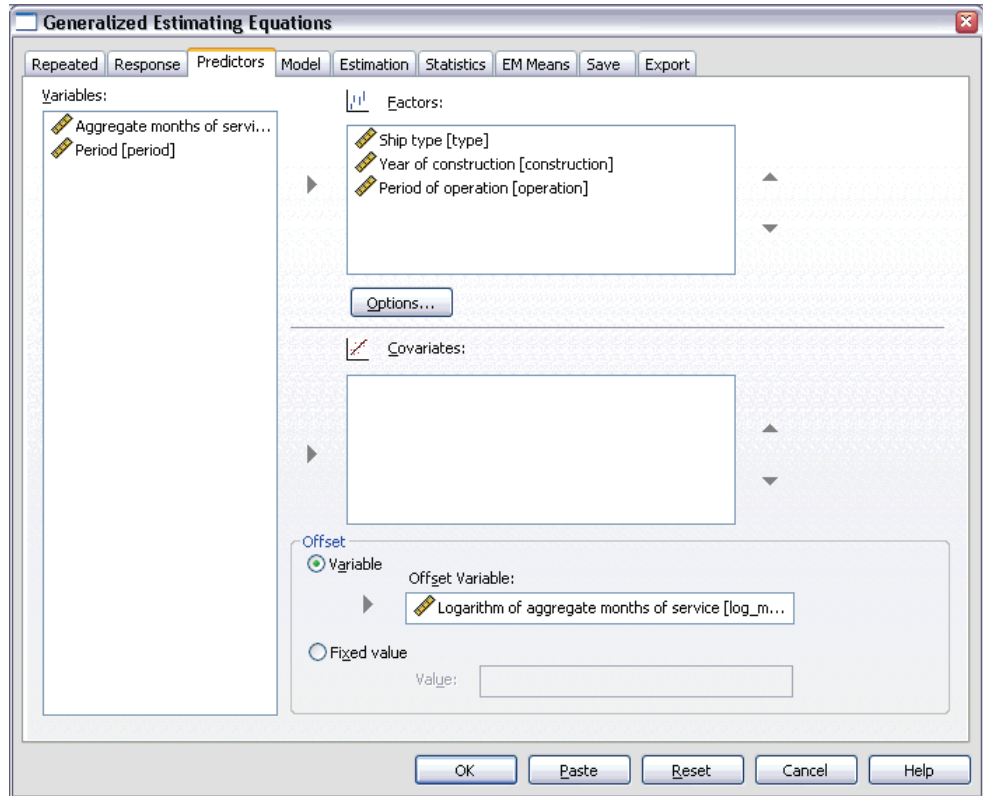 Generalized Estimating Equations
Repeated Response Predictors Model Estimation Statistics EM Means Save Export
Variables:
Aggregate months of servi...
Period [period]
Factors:
Ship type [type]
Year of construction [construction]
Period of operation [operation]
Options...
Covariates:
Offset
Variable
Offset Variable:
Logarithm of aggregate months of service [log_m...
Fixed value
Value:
OK Paste Reset Cancel Help